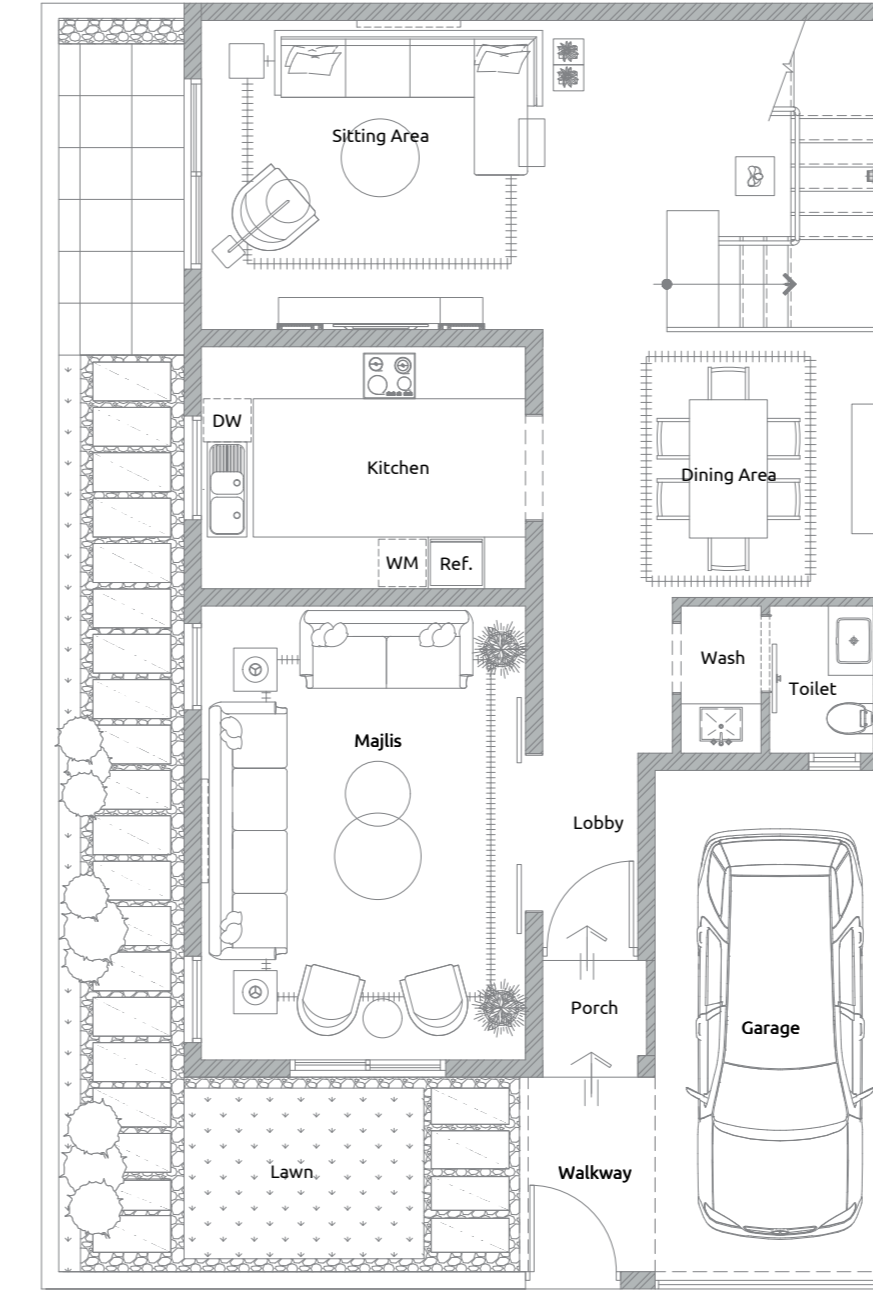 Sitting Area
DW
Kitchen
Dining Area
WM
Ref.
Wash
Toilet
Majlis
Lobby
Porch
Garage
Lawn
Walkway